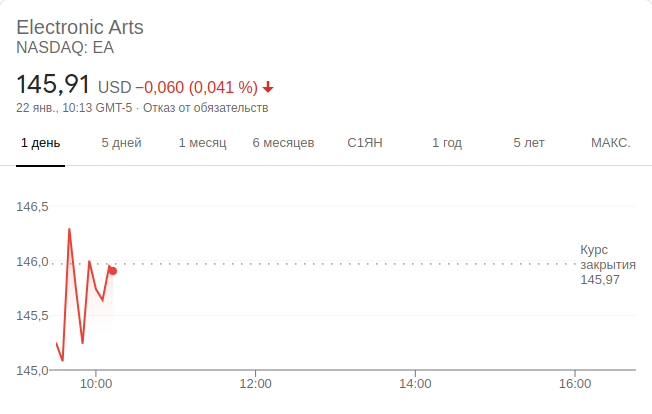 Electronic Arts
NASDAQ: EA
145,91 USD −0,060 (0,041 %)
22 янв., 10:13 GMT-5 · Отказ от обязательств
1 день 5 дней 1 месяц 6 месяцев С1ЯН 1 год 5 лет МАКС.
146,5
146,0
145,5
145,0
Курс
закрытия
145,97
10:00 12:00 14:00 16:00